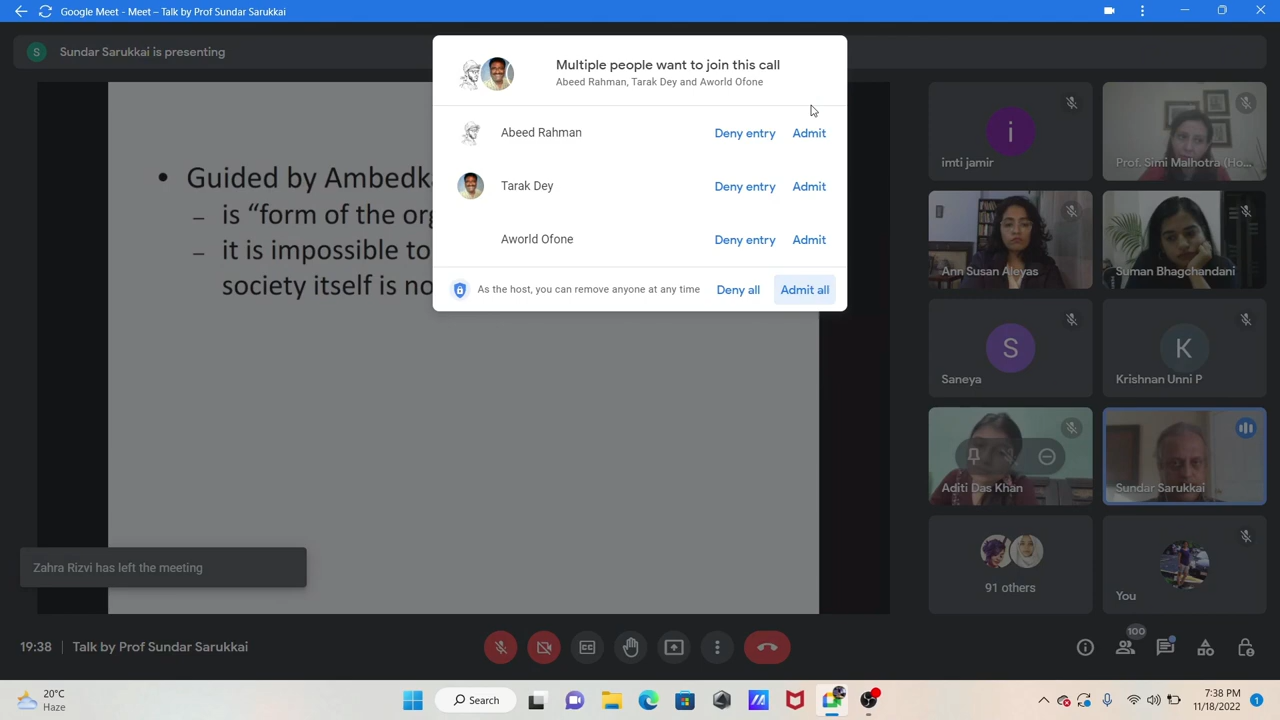 Google Meet - Meet – Talk by Prof Sundar Sarukkai
S
Sundar Sarukkai is presenting
Multiple people want to join this call
Abeed Rahman, Tarak Dey and Aworld Ofone
Abeed Rahman
Deny entry
Admit
Tarak Dey
Deny entry
Admit
Aworld Ofone
Deny entry
Admit
As the host, you can remove anyone at any time
Deny all
Admit all
• Guided by Ambedka
– is “form of the org
– it is impossible to
society itself is no
i
imti jamir
Prof. Simi Malhotra (Ho...
Ann Susan Aleyas
Suman Bhagchandani
S
Saneya
K
Krishnan Unni P
Aditi Das Khan
Sundar Sarukkai
91 others
You
Zahra Rizvi has left the meeting
19:38 | Talk by Prof Sundar Sarukkai
CC
100
20°C
Haze
Search
7:38 PM
11/18/2022
1